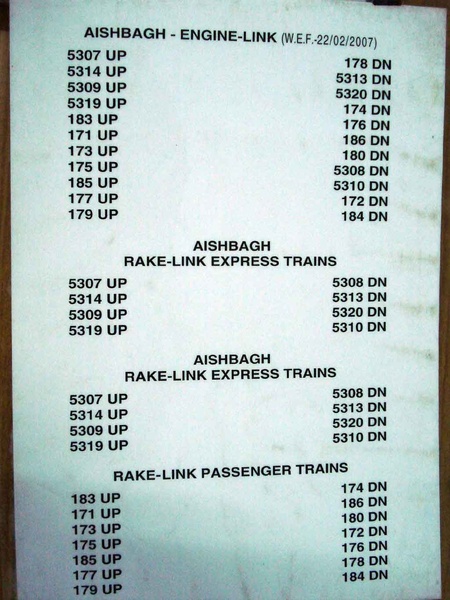 AISHBAGH - ENGINE-LINK (W.E.F.-22/02/2007)
5307 UP 178 DN
5314 UP 5313 DN
5309 UP 5320 DN
5319 UP 174 DN
183 UP 176 DN
171 UP 186 DN
173 UP 180 DN
175 UP 5308 DN
185 UP 5310 DN
177 UP 172 DN
179 UP 184 DN
AISHBAGH
RAKE-LINK EXPRESS TRAINS
5307 UP 5308 DN
5314 UP 5313 DN
5309 UP 5320 DN
5319 UP 5310 DN
AISHBAGH
RAKE-LINK EXPRESS TRAINS
5307 UP 5308 DN
5314 UP 5313 DN
5309 UP 5320 DN
5319 UP 5310 DN
RAKE-LINK PASSENGER TRAINS
183 UP 174 DN
171 UP 186 DN
173 UP 180 DN
175 UP 172 DN
185 UP 176 DN
177 UP 178 DN
179 UP 184 DN